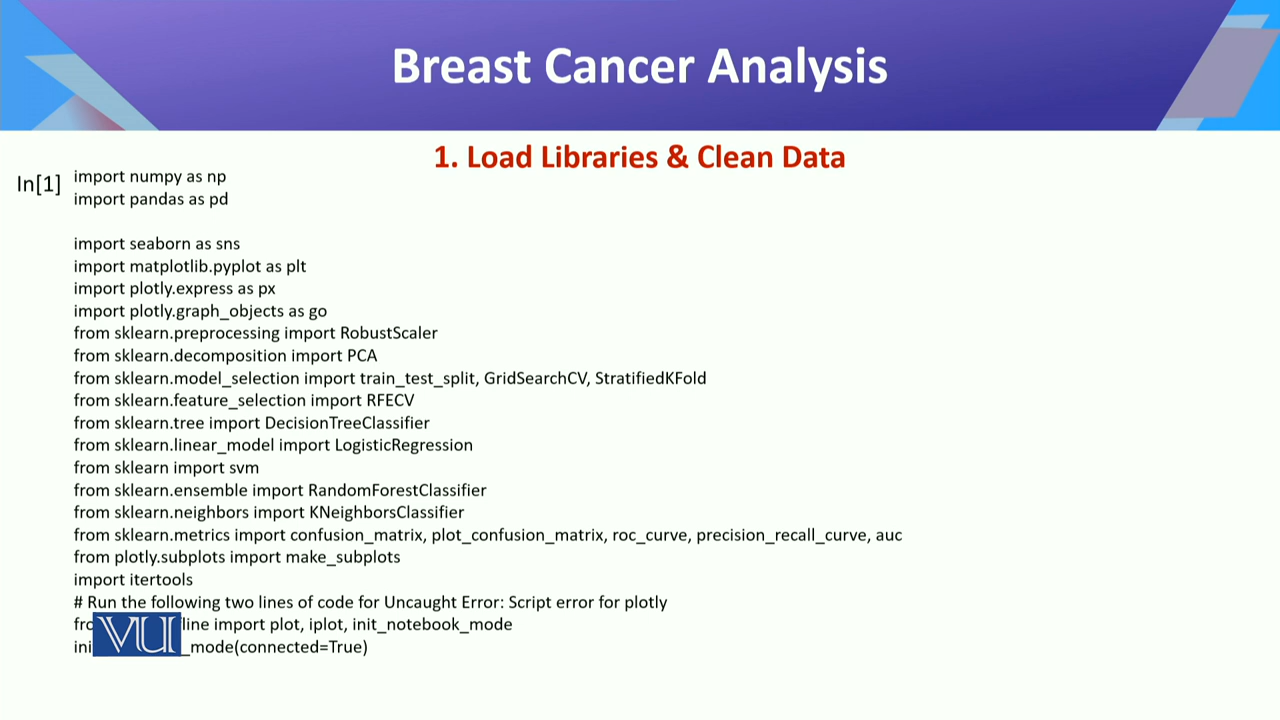 Breast Cancer Analysis
1. Load Libraries & Clean Data
In[1]
import numpy as np
import pandas as pd
import seaborn as sns
import matplotlib.pyplot as plt
import plotly.express as px
import plotly.graph_objects as go
from sklearn.preprocessing import RobustScaler
from sklearn.decomposition import PCA
from sklearn.model_selection import train_test_split, GridSearchCV, StratifiedKFold
from sklearn.feature_selection import RFECV
from sklearn.tree import DecisionTreeClassifier
from sklearn.linear_model import LogisticRegression
from sklearn import svm
from sklearn.ensemble import RandomForestClassifier
from sklearn.neighbors import KNeighborsClassifier
from sklearn.metrics import confusion_matrix, plot_confusion_matrix, roc_curve, precision_recall_curve, auc
from plotly.subplots import make_subplots
import itertools
# Run the following two lines of code for Uncaught Error: Script error for plotly
import plot, iplot, init_notebook_mode
_mode(connected=True)
VU